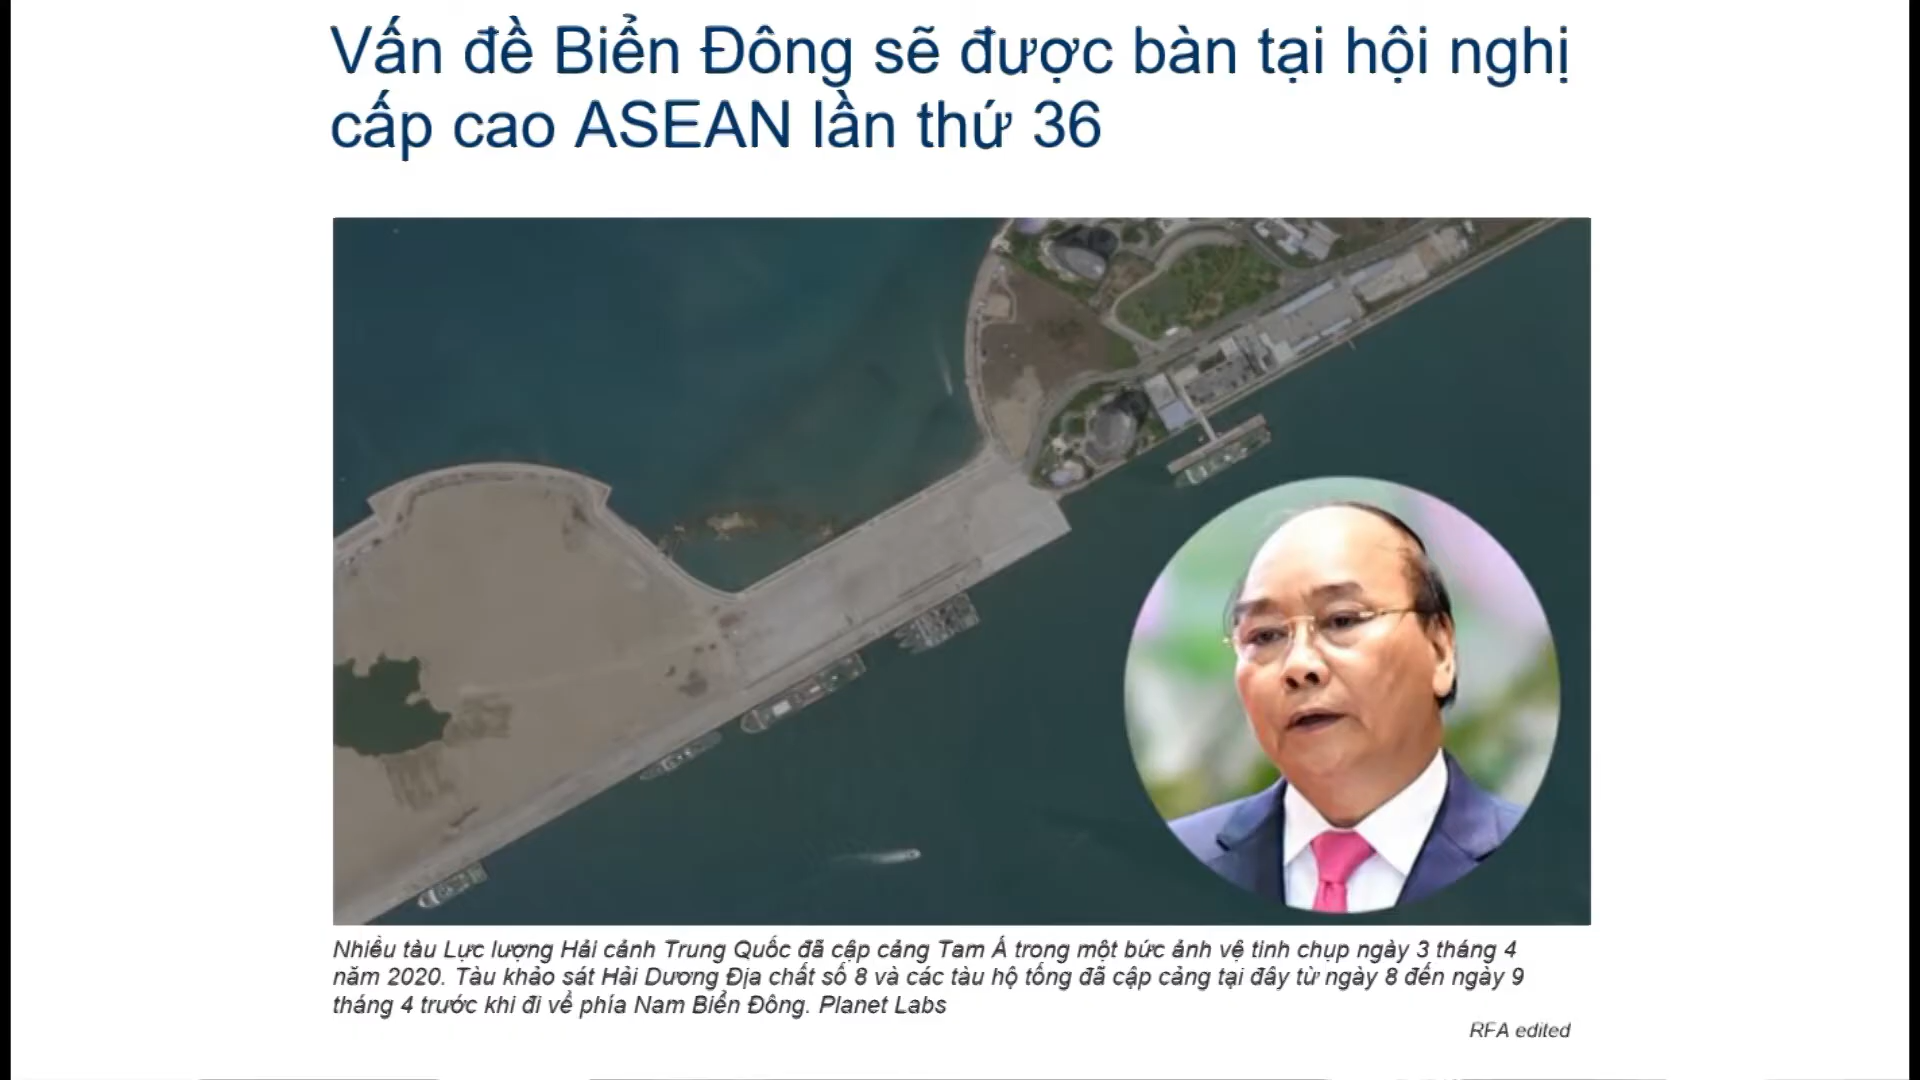 Vấn đề Biển Đông sẽ được bàn tại hội nghị
cấp cao ASEAN lần thứ 36
Nhiều tàu Lực lượng Hải cảnh Trung Quốc đã cập cảng Tam Á trong một bức ảnh vệ tinh chụp ngày 3 tháng 4
năm 2020. Tàu khảo sát Hải Dương Địa chất số 8 và các tàu hộ tống đã cập cảng tại đây từ ngày 8 đến ngày 9
tháng 4 trước khi đi về phía Nam Biển Đông. Planet Labs
RFA edited